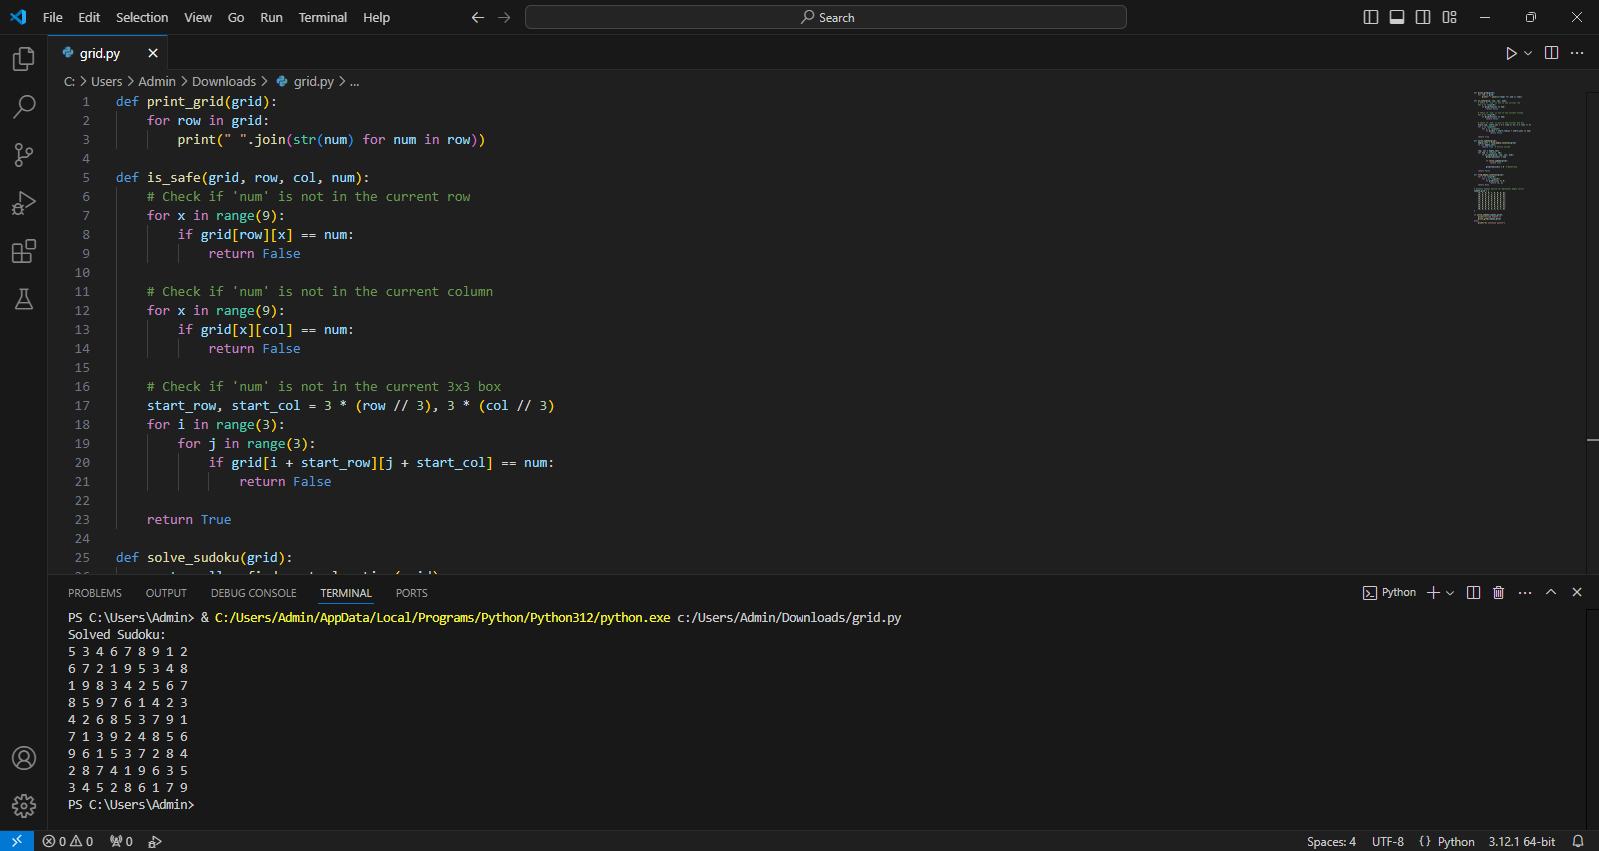 File Edit Selection View Go Run Terminal Help
Search
grid.py
C: > Users > Admin > Downloads > grid.py > ...
1 def print_grid(grid):
2 for row in grid:
3 print(" ".join(str(num) for num in row))
4
5 def is_safe(grid, row, col, num):
6 # Check if 'num' is not in the current row
7 for x in range(9):
8 if grid[row][x] == num:
9 return False
10
11 # Check if 'num' is not in the current column
12 for x in range(9):
13 if grid[x][col] == num:
14 return False
15
16 # Check if 'num' is not in the current 3x3 box
17 start_row, start_col = 3 * (row // 3), 3 * (col // 3)
18 for i in range(3):
19 for j in range(3):
20 if grid[i + start_row][j + start_col] == num:
21 return False
22
23 return True
24
25 def solve_sudoku(grid):
PROBLEMS OUTPUT DEBUG CONSOLE TERMINAL PORTS
Python
PS C:\Users\Admin> & C:/Users/Admin/AppData/Local/Programs/Python/Python312/python.exe c:/Users/Admin/Downloads/grid.py
Solved Sudoku:
5 3 4 6 7 8 9 1 2
6 7 2 1 9 5 3 4 8
1 9 8 3 4 2 5 6 7
8 5 9 7 6 1 4 2 3
4 2 6 8 5 3 7 9 1
7 1 3 9 2 4 8 5 6
9 6 1 5 3 7 2 8 4
2 8 7 4 1 9 6 3 5
3 4 5 2 8 6 1 7 9
PS C:\Users\Admin>
0 0 0 Spaces: 4 UTF-8 {} Python 3.12.1 64-bit